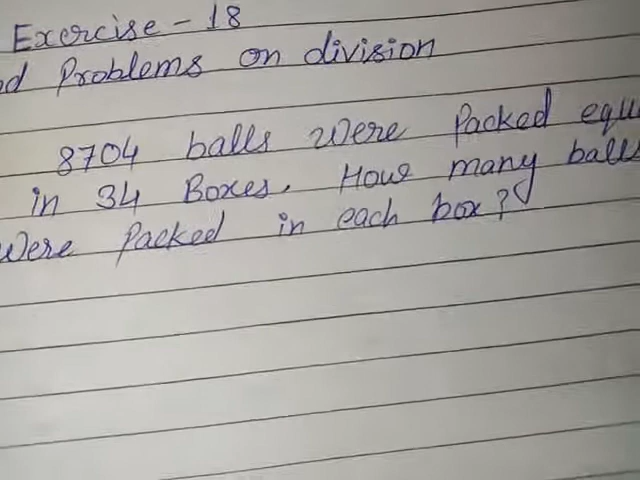 Exercise - 18
Problems on division
8704 balls were Packed
in 34 Boxes. How many balls
Were Packed in each box?